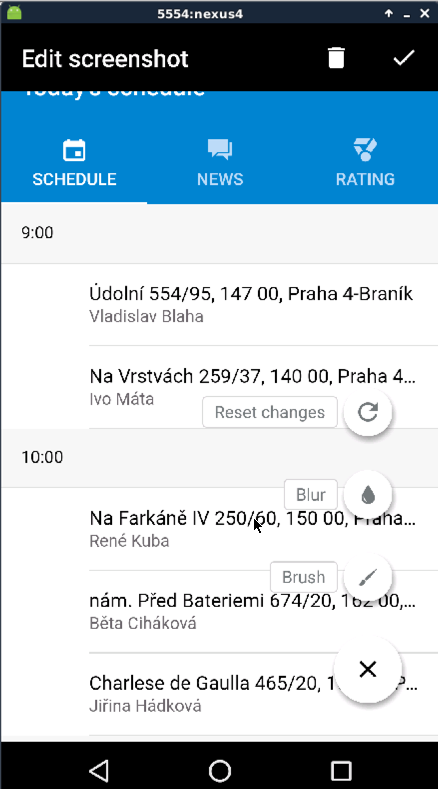 5554:nexus4
Edit screenshot
Today's schedule
SCHEDULE
NEWS
RATING
9:00
Údolní 554/95, 147 00, Praha 4-Braník
Vladislav Blaha
Na Vrstvách 259/37, 140 00, Praha 4...
Ivo Máta
Reset changes
10:00
Blur
Na Farkáně IV 250/60, 150 00, Praha...
René Kuba
Brush
nám. Před Bateriemi 674/20, 162 00,...
Běta Ciháková
Charlese de Gaulla 465/20, 1
Jiřina Hádková